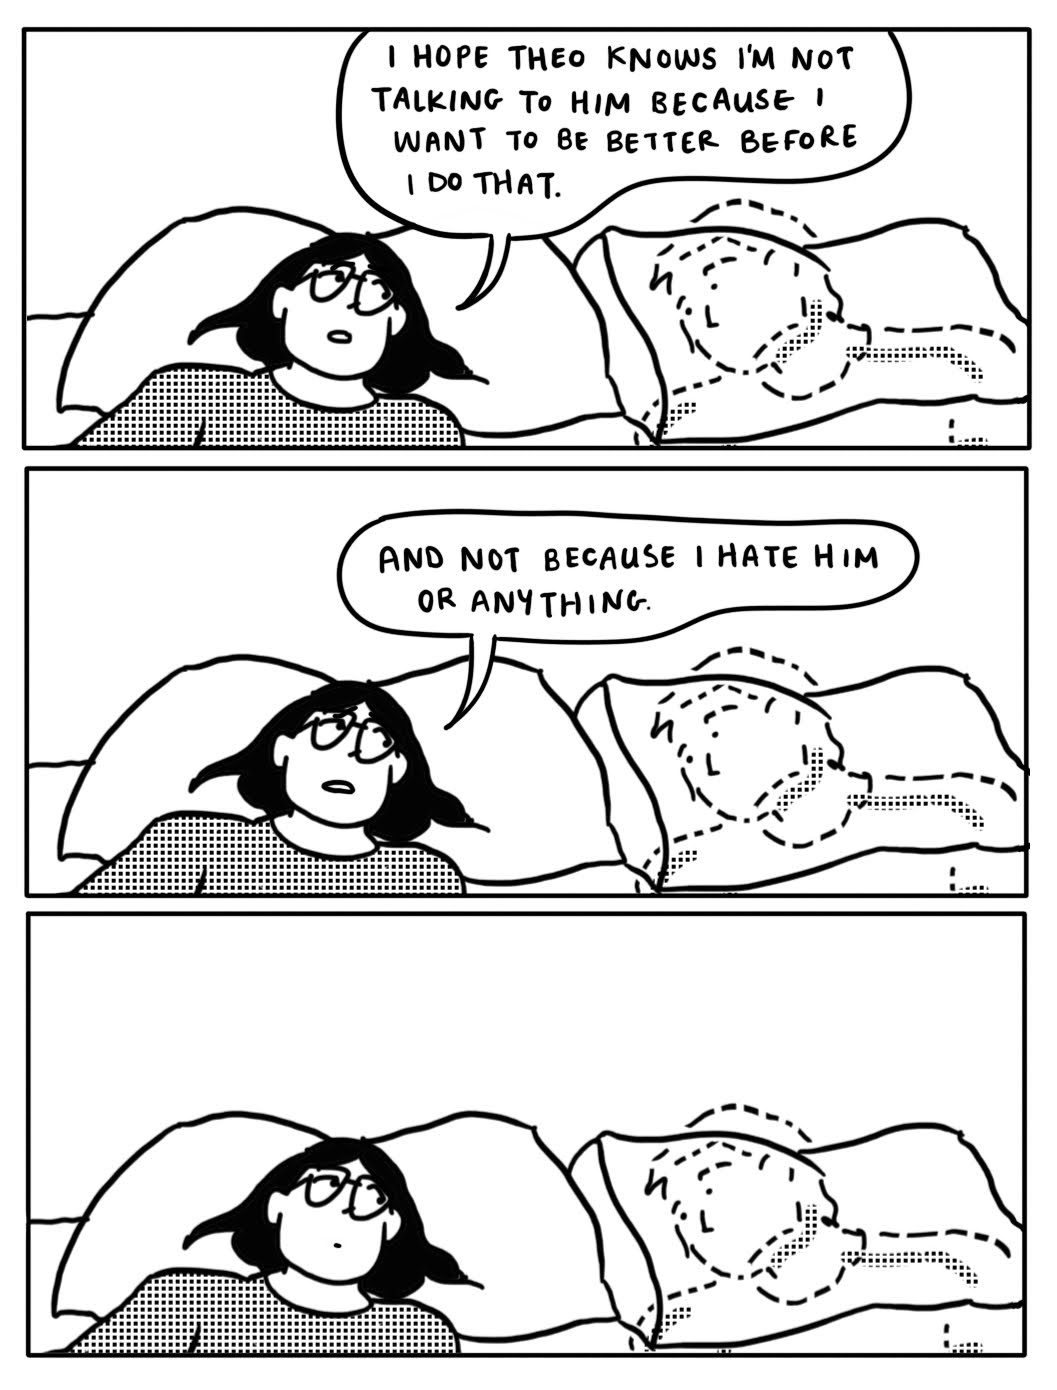 I HOPE THEO KNOWS I'M NOT
TALKING TO HIM BECAUSE I
WANT TO BE BETTER BEFORE
I DO THAT.
AND NOT BECAUSE I HATE HIM
OR ANYTHING.